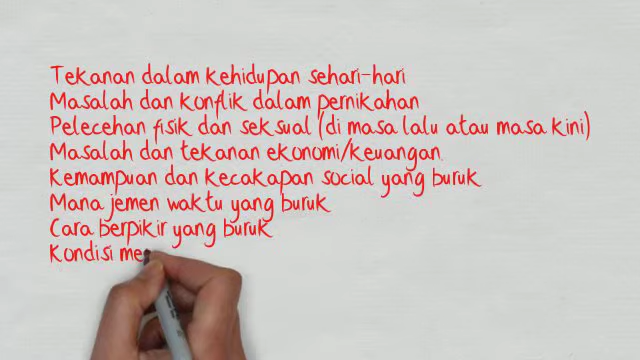 Tekanan dalam kehidupan sehari-hari
Masalah dan konflik dalam pernikahan
Pelecehan fisik dan seksual (di masa lalu atau masa kini)
Masalah dan tekanan ekonomi/keuangan
Kemampuan dan kecakapan social yang buruk
Mana jemen waktu yang buruk
Cara berpikir yang buruk
Kondisi me